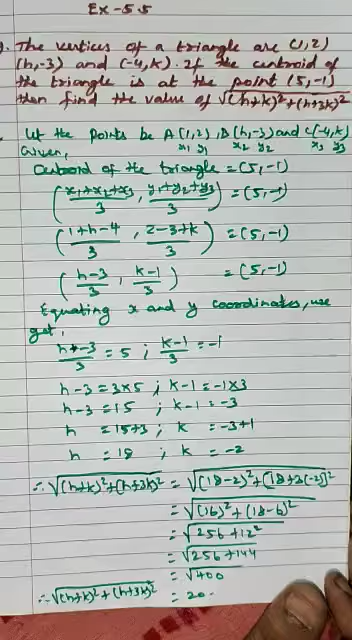 Ex-5.5
The vertices of a triangle are (1,2)
(h,-3) and (-4,k). If the centroid of
the triangle is at the point (5,-1)
then find the value of √(h+k)²+(h+3k)²
Let the points be A(1,2), B(h,-3) and C(-4,k)
Given, x₁ y₁ x₂ y₂ x₃ y₃
Centroid of the triangle = (5,-1)
(x₁+x₂+x₃/3, y₁+y₂+y₃/3) = (5,-1)
(1+h-4/3, 2-3+k/3) = (5,-1)
(h-3/3, k-1/3) = (5,-1)
Equating x and y coordinates, we
get,
h-3/3 = 5 ; k-1/3 = -1
h-3 = 3×5 ; k-1 = -1×3
h-3 = 15 ; k-1 = -3
h = 15+3 ; k = -3+1
h = 18 ; k = -2
∴ √(h+k)²+(h+3k)² = √(18-2)²+[18+3(-2)]²
= √(16)²+(18-6)²
= √256+12²
= √256+144
= √400
∴ √(h+k)²+(h+3k)² = 20.